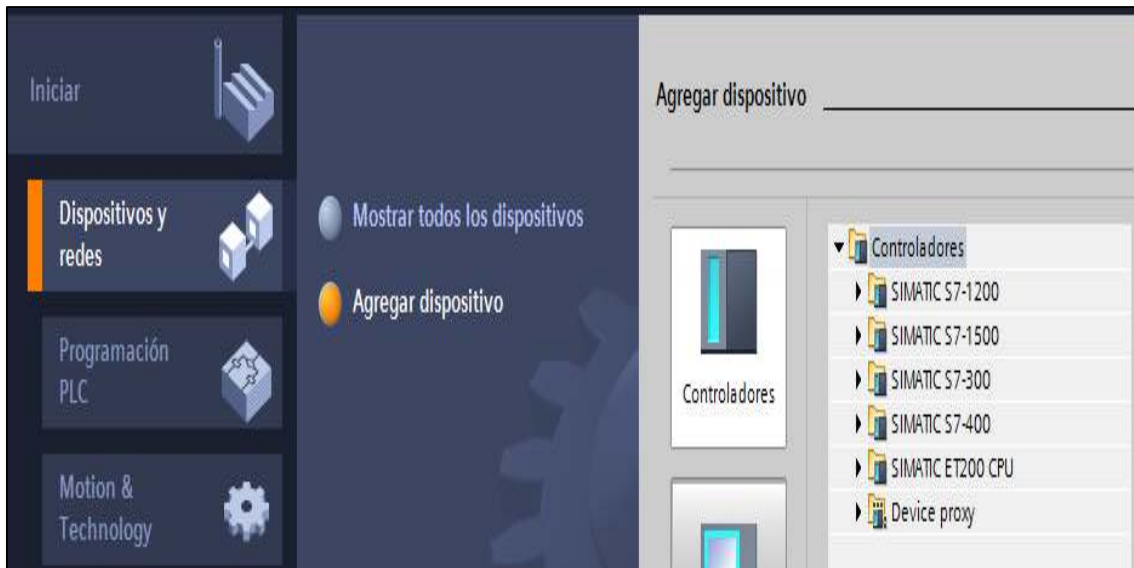 Iniciar
Dispositivos y
redes
Programación
PLC
Motion &
Technology
Mostrar todos los dispositivos
Agregar dispositivo
Agregar dispositivo
Controladores
Controladores
SIMATIC S7-1200
SIMATIC S7-1500
SIMATIC S7-300
SIMATIC S7-400
SIMATIC ET200 CPU
Device proxy